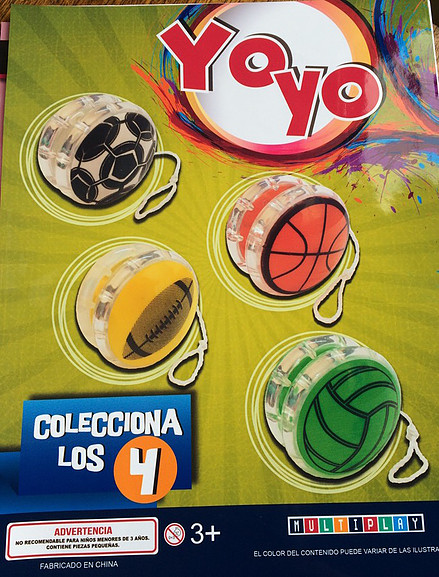 Yoyo
COLECCIONA
LOS 4
ADVERTENCIA
NO RECOMENDABLE PARA NIÑOS MENORES DE 3 AÑOS.
CONTIENE PIEZAS PEQUEÑAS.
3+
MULTIPLAY
FABRICADO EN CHINA
EL COLOR DEL CONTENIDO PUEDE VARIAR DE LAS ILUSTRA